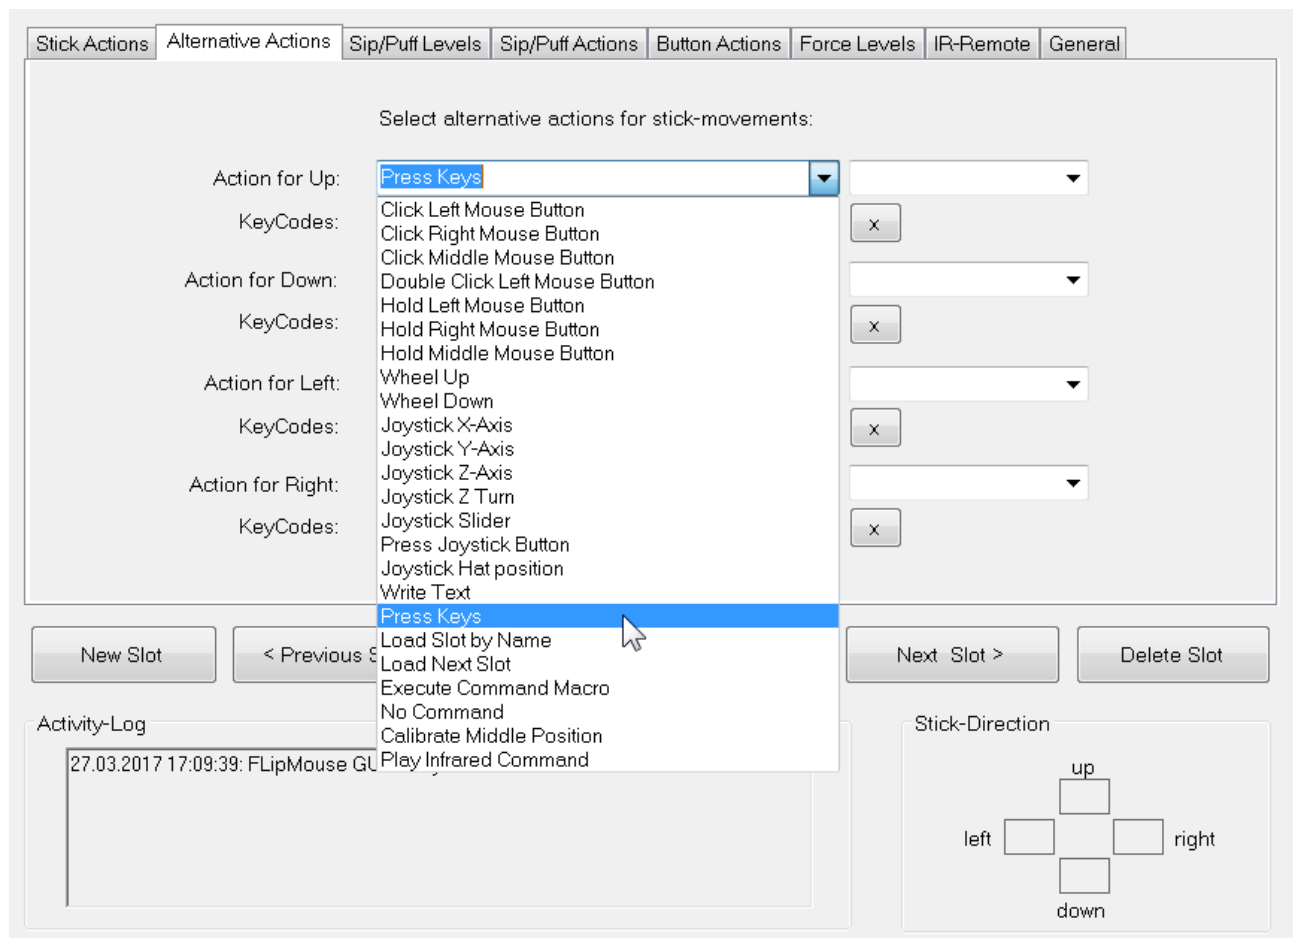 Stick Actions Alternative Actions Sip/Puff Levels Sip/Puff Actions Button Actions Force Levels IR-Remote General
Select alternative actions for stick-movements:
Action for Up: Press Keys
KeyCodes: x
Action for Down:
KeyCodes: x
Action for Left:
KeyCodes: x
Action for Right:
KeyCodes: x
Click Left Mouse Button
Click Right Mouse Button
Click Middle Mouse Button
Double Click Left Mouse Button
Hold Left Mouse Button
Hold Right Mouse Button
Hold Middle Mouse Button
Wheel Up
Wheel Down
Joystick X-Axis
Joystick Y-Axis
Joystick Z-Axis
Joystick Z Turn
Joystick Slider
Press Joystick Button
Joystick Hat position
Write Text
Press Keys
Load Slot by Name
Load Next Slot
Execute Command Macro
No Command
Calibrate Middle Position
Play Infrared Command
New Slot < Previous Next Slot > Delete Slot
Activity-Log
27.03.2017 17:09:39: FLipMouse
Stick-Direction
up
left right
down